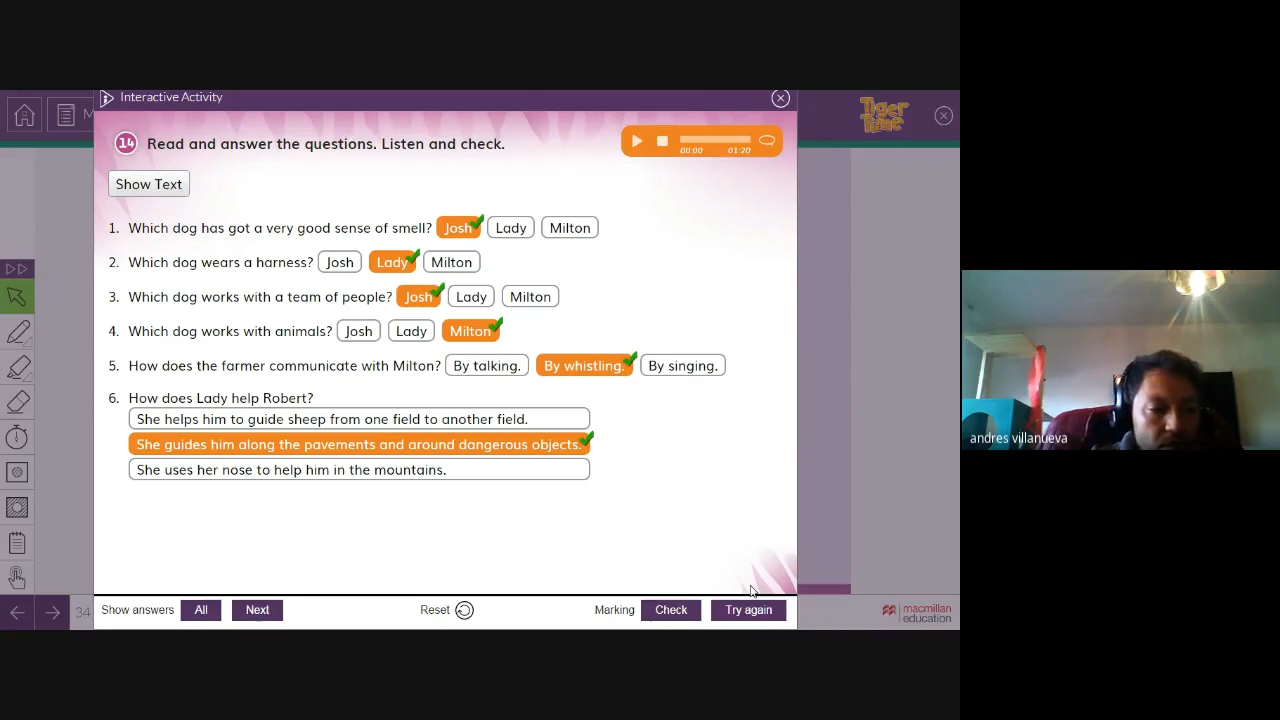 Interactive Activity
M
Tiger Time
14 Read and answer the questions. Listen and check.
00:00 01:20
Show Text
1. Which dog has got a very good sense of smell? Josh Lady Milton
2. Which dog wears a harness? Josh Lady Milton
3. Which dog works with a team of people? Josh Lady Milton
4. Which dog works with animals? Josh Lady Milton
5. How does the farmer communicate with Milton? By talking. By whistling. By singing.
6. How does Lady help Robert?
She helps him to guide sheep from one field to another field.
She guides him along the pavements and around dangerous objects.
She uses her nose to help him in the mountains.
andres villanueva
34
Show answers All Next Reset Marking Check Try again
macmillan
education